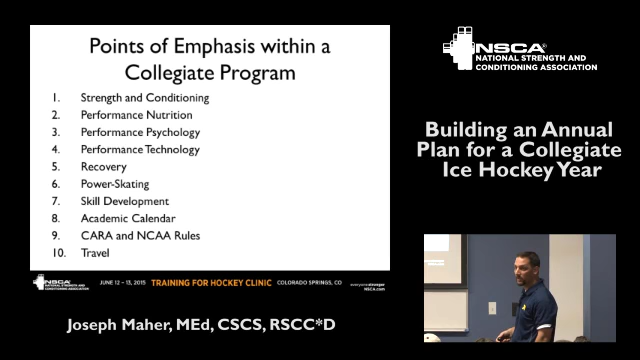 Points of Emphasis within a
Collegiate Program
1. Strength and Conditioning
2. Performance Nutrition
3. Performance Psychology
4. Performance Technology
5. Recovery
6. Power-Skating
7. Skill Development
8. Academic Calendar
9. CARA and NCAA Rules
10. Travel
NSCA
NATIONAL STRENGTH AND
CONDITIONING ASSOCIATION
JUNE 12 – 13, 2015 TRAINING FOR HOCKEY CLINIC COLORADO SPRINGS, CO
everyonestronger
NSCA.com
Joseph Maher, MEd, CSCS, RSCC*D
NSCA
NATIONAL STRENGTH AND
CONDITIONING ASSOCIATION
Building an Annual
Plan for a Collegiate
Ice Hockey Year